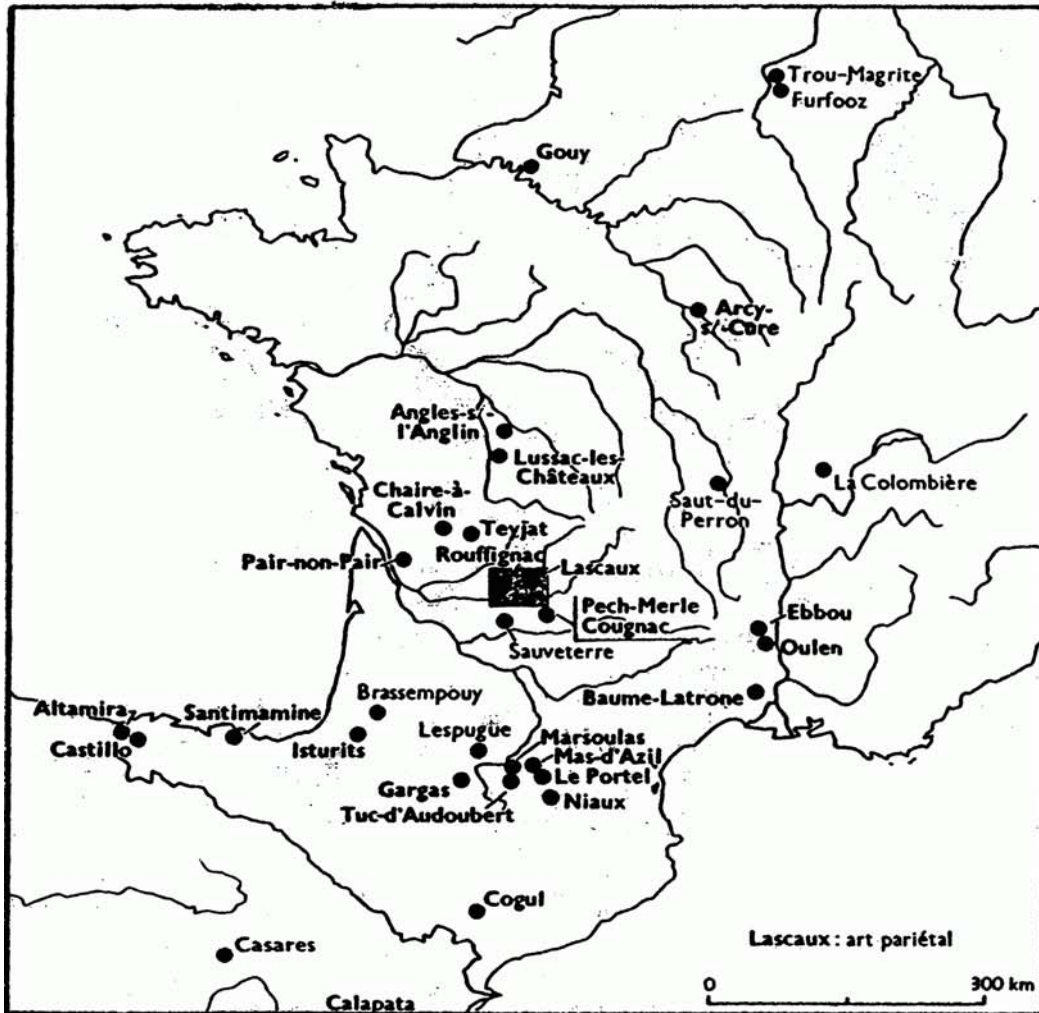 Trou-Magrite
Furfooz
Gouy
Arcy-
s/-Cure
Angles-s/-
l'Anglin
Lussac-les-
Châteaux
La Colombière
Saut-du-
Perron
Chaire-à-
Calvin
Teyjat
Rouffignac
Pair-non-Pair
Lascaux
Pech-Merle
Cougnac
Sauveterre
Ebbou
Oulen
Baume-Latrone
Brassempouy
Altamira
Santimamine
Castillo
Isturits
Lespugue
Marsoulas
Mas-d'Azil
Le Portel
Gargas
Niaux
Tuc-d'Audoubert
Cogul
Casares
Calapata
Lascaux : art pariétal
0 300 km